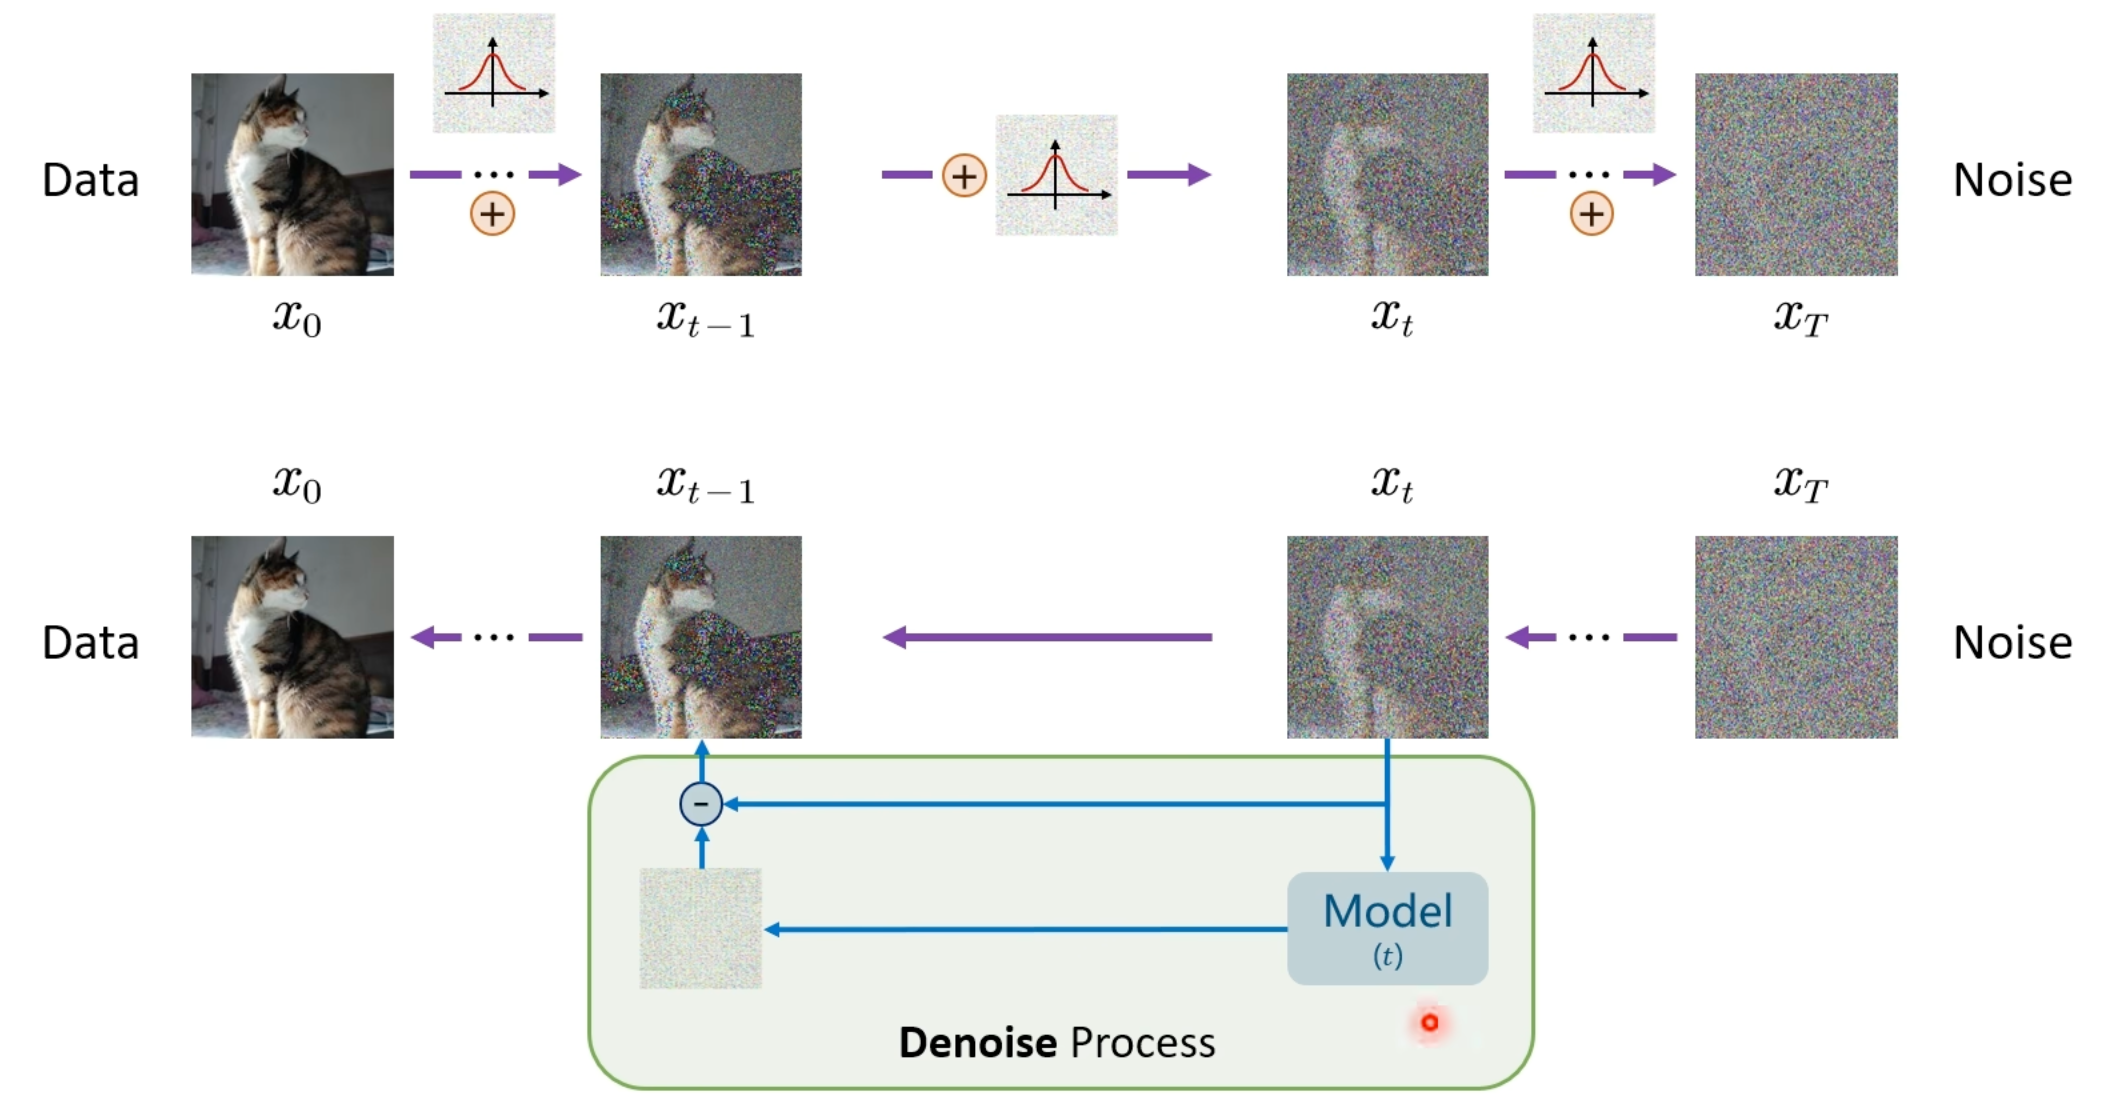 Data
+
+
+
Noise
x_0
x_{t-1}
x_t
x_T
x_0
x_{t-1}
x_t
x_T
Data
Noise
-
Model
(t)
Denoise Process